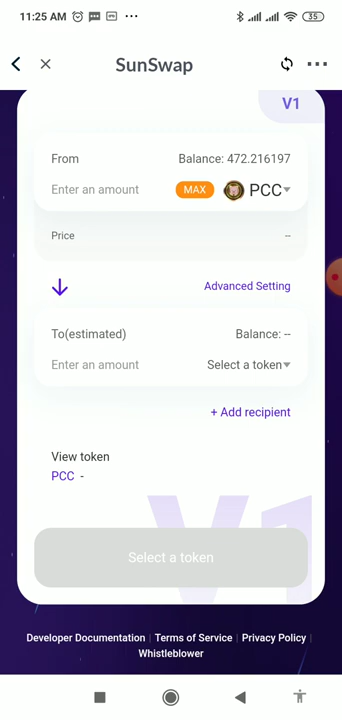 11:25 AM
35
SunSwap
V1
From Balance: 472.216197
Enter an amount MAX PCC
Price --
Advanced Setting
To(estimated) Balance: --
Enter an amount Select a token
+ Add recipient
View token
PCC -
V1
Select a token
Developer Documentation | Terms of Service | Privacy Policy |
Whistleblower